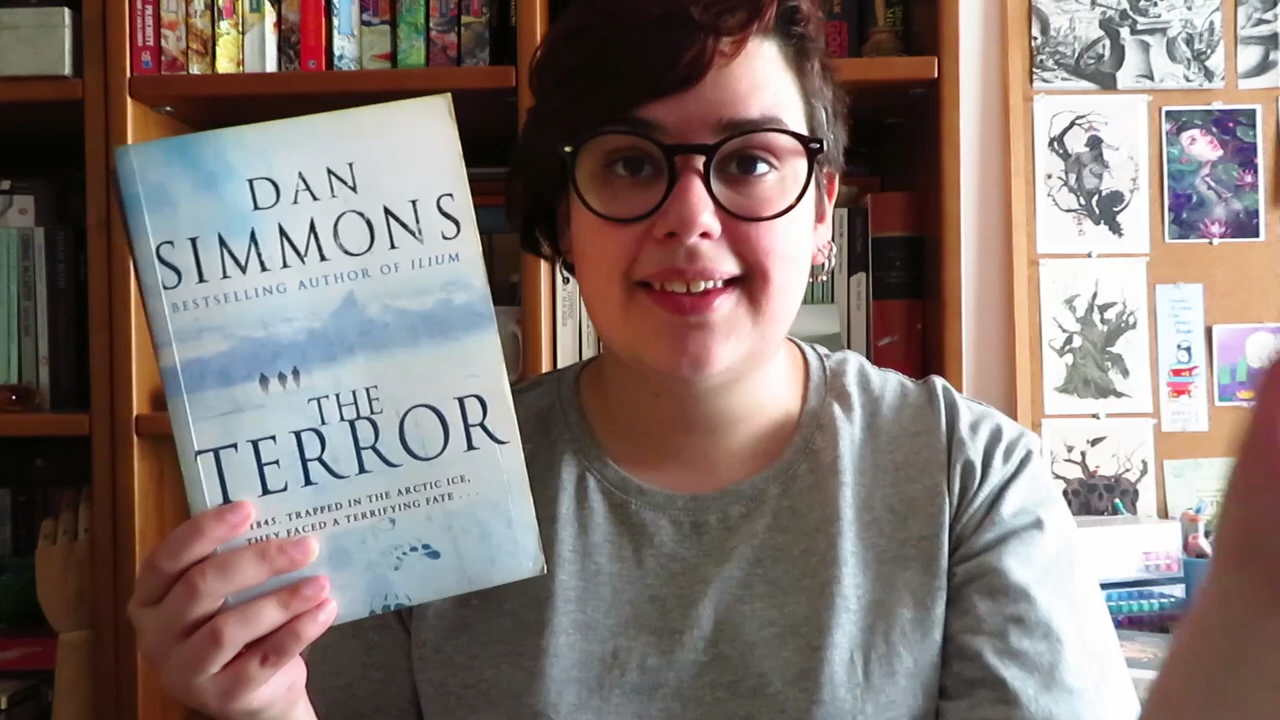 DAN
SIMMONS
BESTSELLING AUTHOR OF ILIUM
THE
TERROR
1845. TRAPPED IN THE ARCTIC ICE,
THEY FACED A TERRIFYING FATE . . .